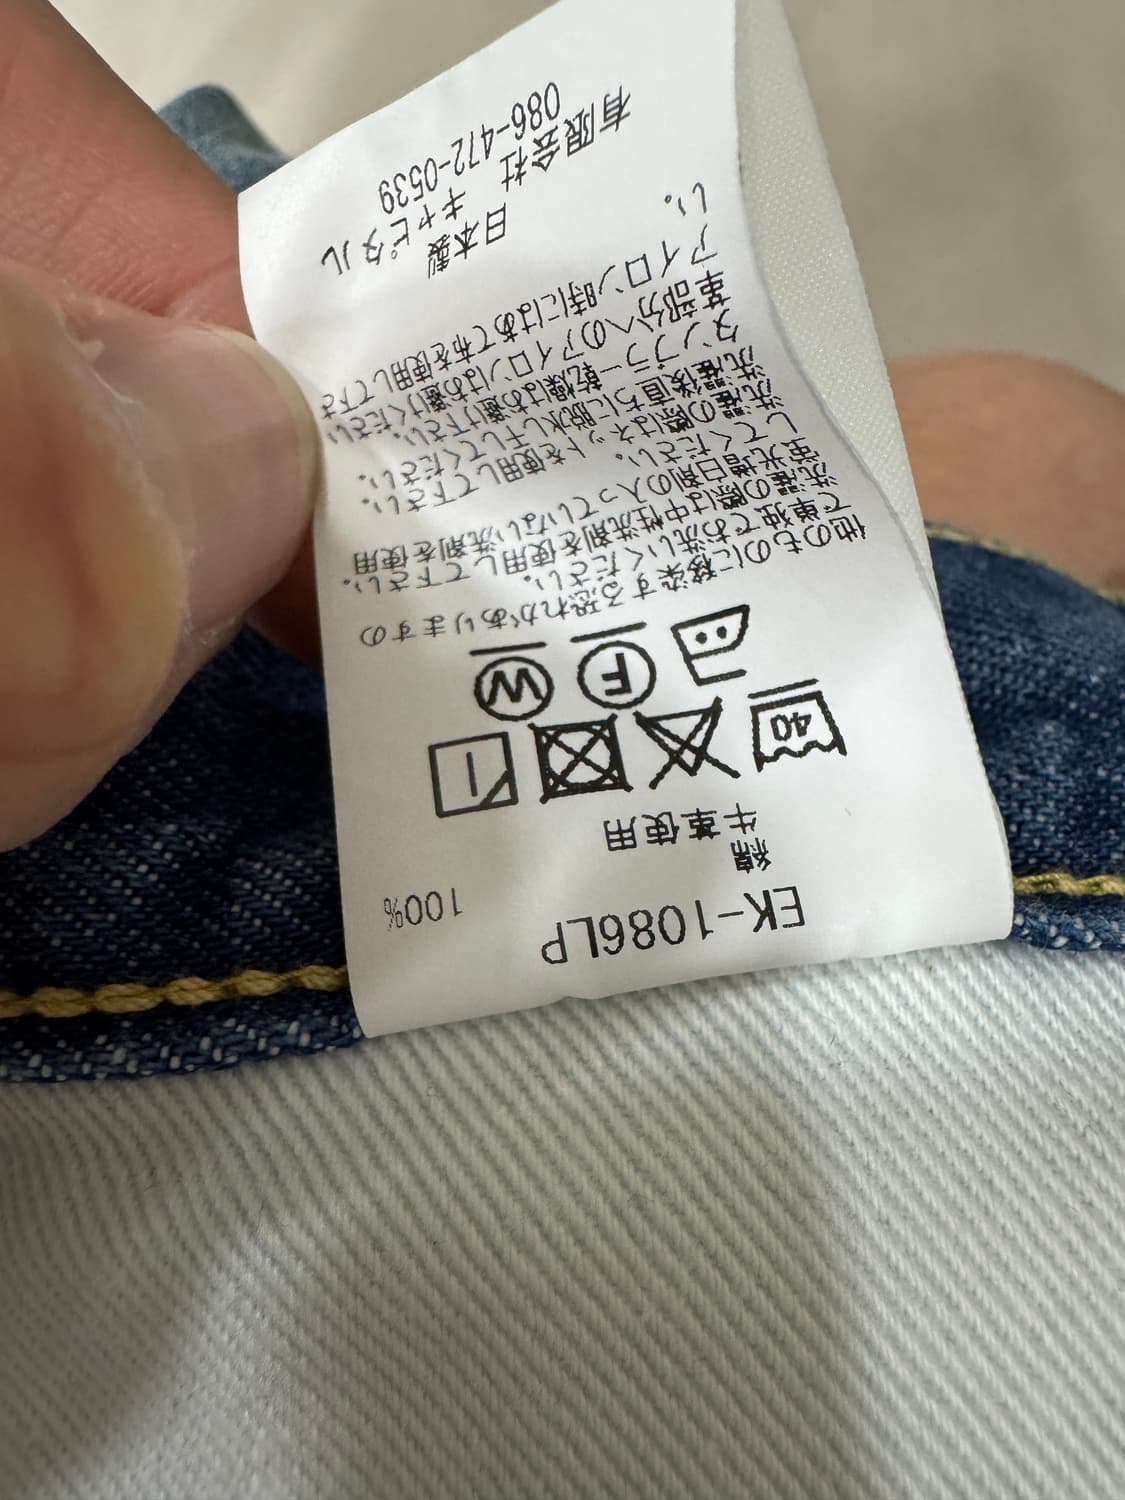 EK-1086LP
綿 100%
牛革使用
40
W F
他のものに移染する恐れがありますの
で単独でお洗いください。
洗濯の際は中性洗剤を使用して下さい。
蛍光増白剤の入っていない洗剤を使用
してください。
洗濯の際はネットを使用して下さい。
洗濯後直ちに脱水し干してください。
タンブラー乾燥はお避け下さい。
革部分へのアイロンはお避けください。
アイロン時にはあて布を使用して下さ
い。
日本製
有限会社 キャピタル
086-472-0539